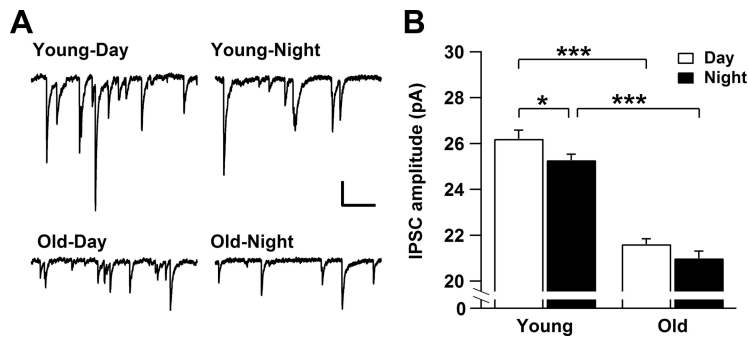 A
Young-Day
Young-Night
Old-Day
Old-Night
B
IPSC amplitude (pA)
30
28
26
24
22
20
0
***
*
***
Day
Night
Young
Old